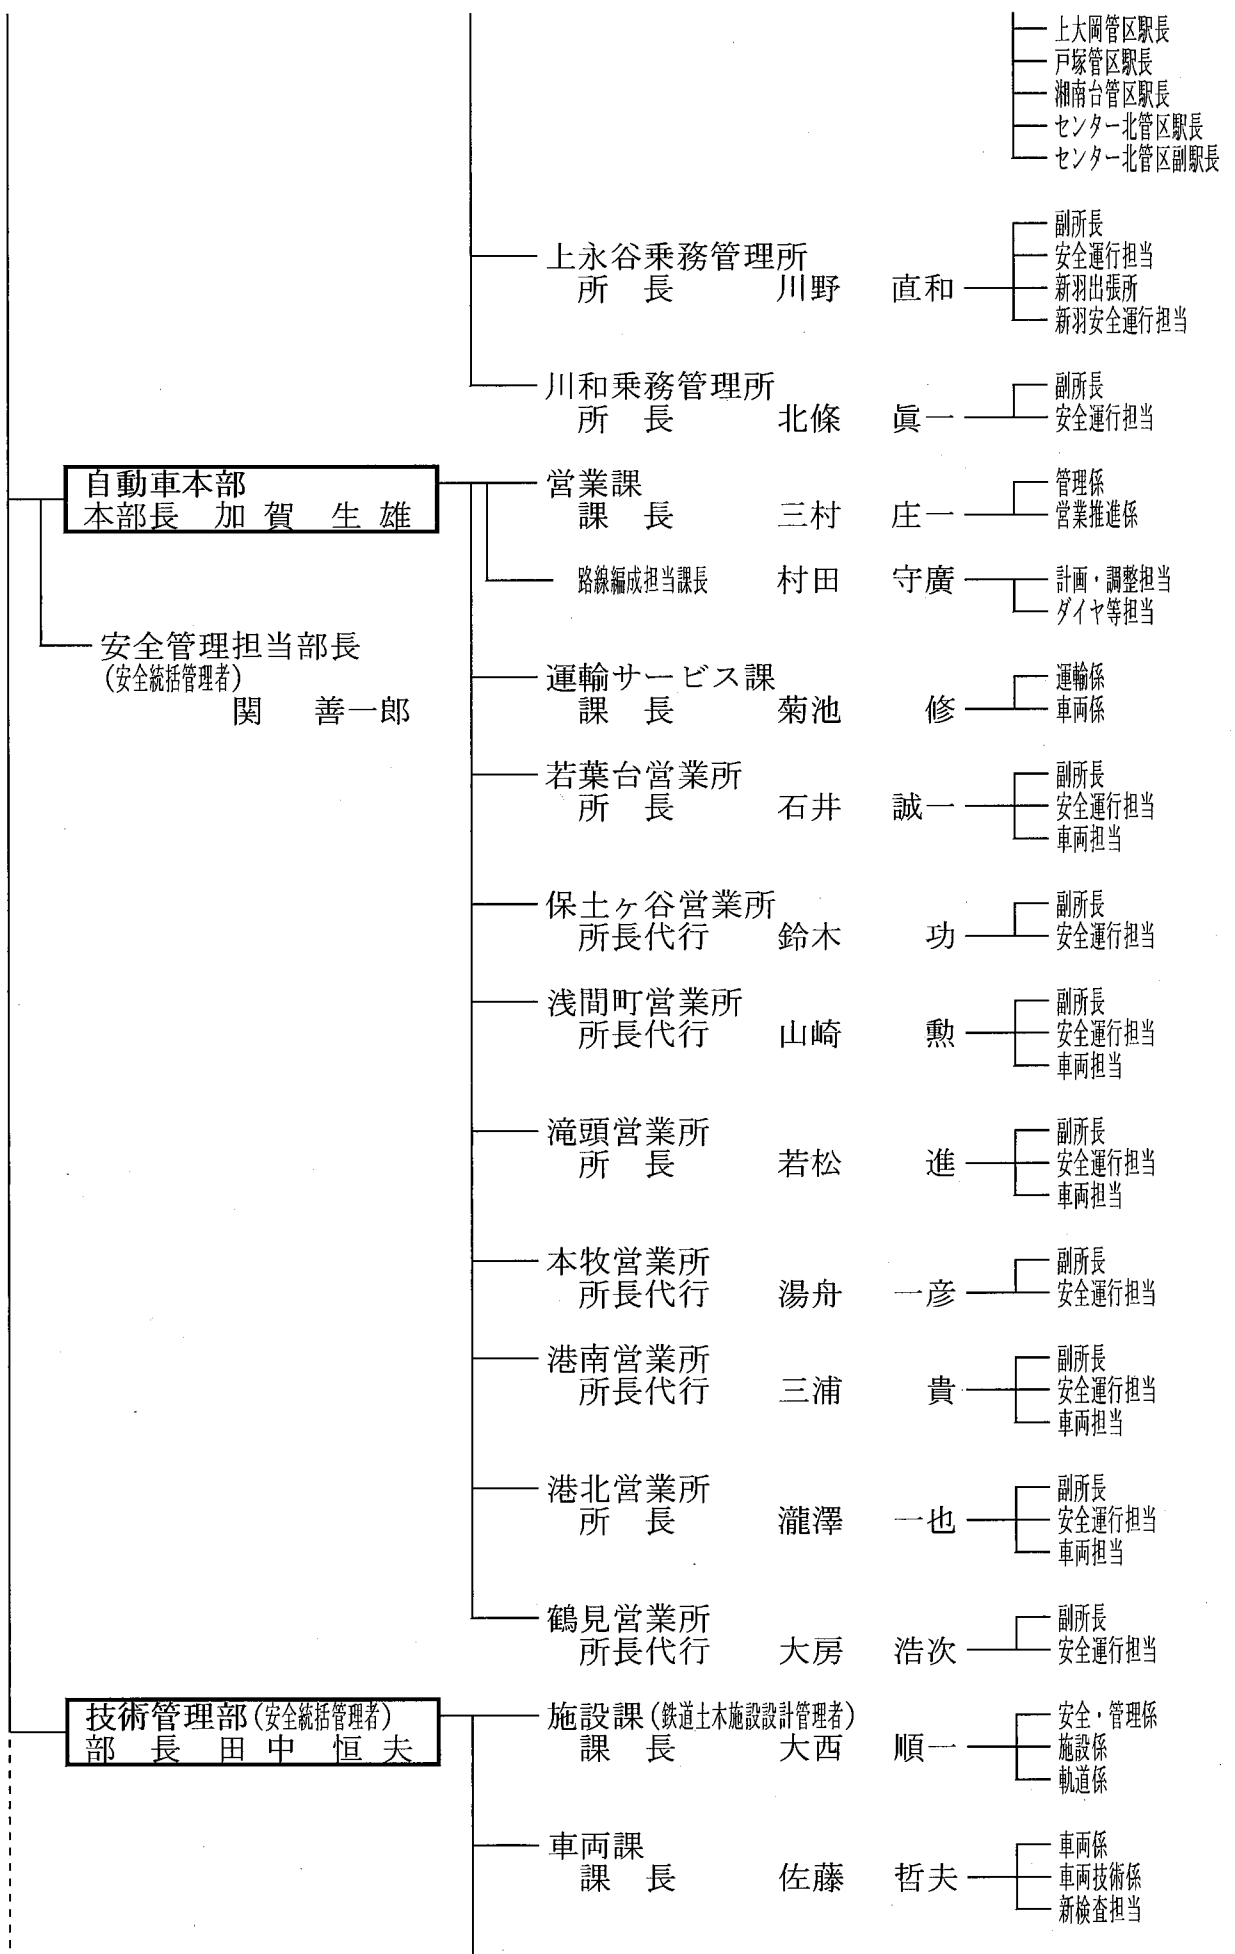 上大岡管区駅長
戸塚管区駅長
湘南台管区駅長
センター北管区駅長
センター北管区副駅長
上永谷乗務管理所
所長 川野 直和
副所長
安全運行担当
新羽出張所
新羽安全運行担当
川和乗務管理所
所長 北條 眞一
副所長
安全運行担当
自動車本部
本部長 加賀 生雄
営業課
課長 三村 庄一
管理係
営業推進係
路線編成担当課長 村田 守廣
計画・調整担当
ダイヤ等担当
安全管理担当部長
(安全統括管理者)
関 善一郎
運輸サービス課
課長 菊池 修
運輸係
車両係
若葉台営業所
所長 石井 誠一
副所長
安全運行担当
車両担当
保土ヶ谷営業所
所長代行 鈴木 功
副所長
安全運行担当
浅間町営業所
所長代行 山崎 勲
副所長
安全運行担当
車両担当
滝頭営業所
所長 若松 進
副所長
安全運行担当
車両担当
本牧営業所
所長代行 湯舟 一彦
副所長
安全運行担当
港南営業所
所長代行 三浦 貴
副所長
安全運行担当
車両担当
港北営業所
所長 瀧澤 一也
副所長
安全運行担当
車両担当
鶴見営業所
所長代行 大房 浩次
副所長
安全運行担当
技術管理部(安全統括管理者)
部長 田中 恒夫
施設課(鉄道土木施設設計管理者)
課長 大西 順一
安全・管理係
施設係
軌道係
車両課
課長 佐藤 哲夫
車両係
車両技術係
新検査担当